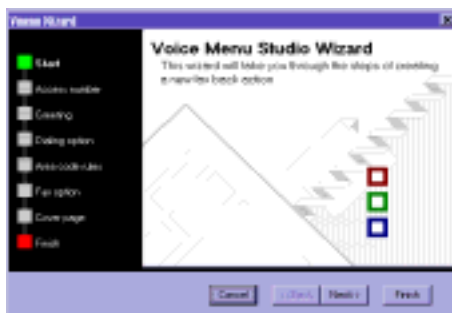 Voice Wizard
Voice Menu Studio Wizard
This wizard will take you through the steps of creating
a new fax back action
Start
Access number
Greeting
Dialing option
Area code rules
Fax option
Cover page
Finish
Cancel
< Back
Next >
Finish